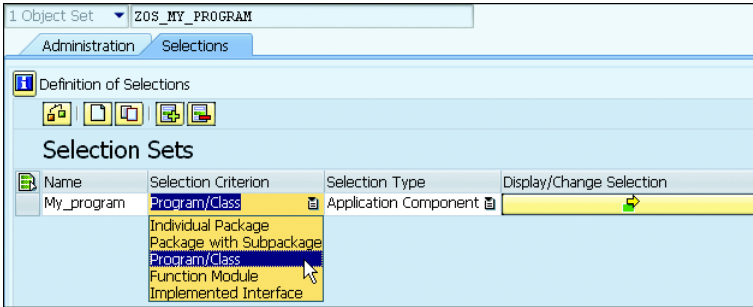 1 Object Set ZOS_MY_PROGRAM
Administration Selections
Definition of Selections
Selection Sets
Name Selection Criterion Selection Type Display/Change Selection
My_program Program/Class Application Component
Individual Package
Package with Subpackage
Program/Class
Function Module
Implemented Interface